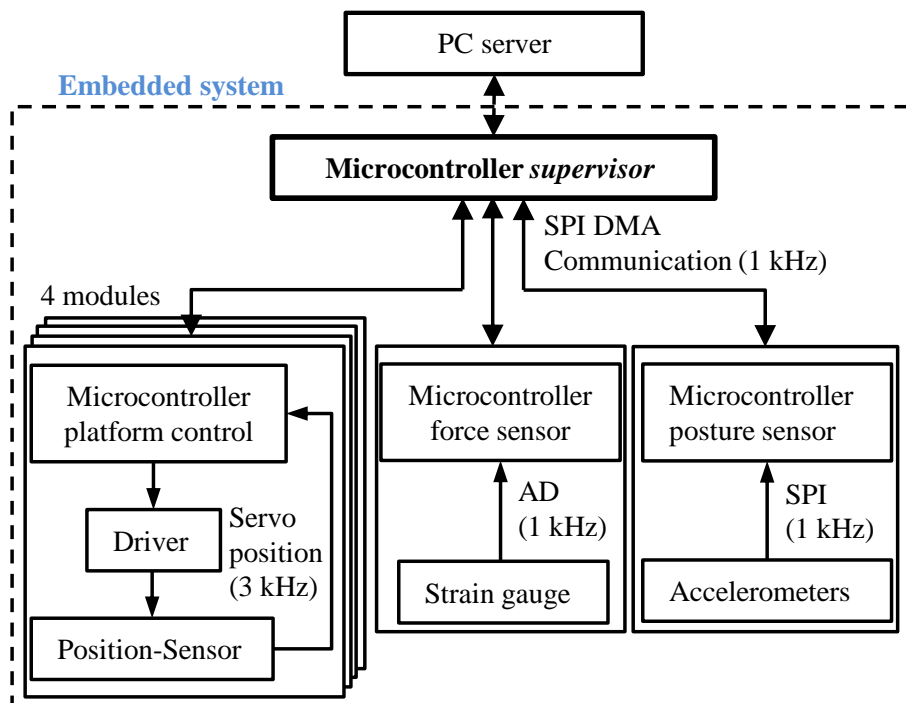 PC server
Embedded system
Microcontroller supervisor
SPI DMA
Communication (1 kHz)
4 modules
Microcontroller
platform control
Driver
Servo
position
(3 kHz)
Position-Sensor
Microcontroller
force sensor
AD
(1 kHz)
Strain gauge
Microcontroller
posture sensor
SPI
(1 kHz)
Accelerometers